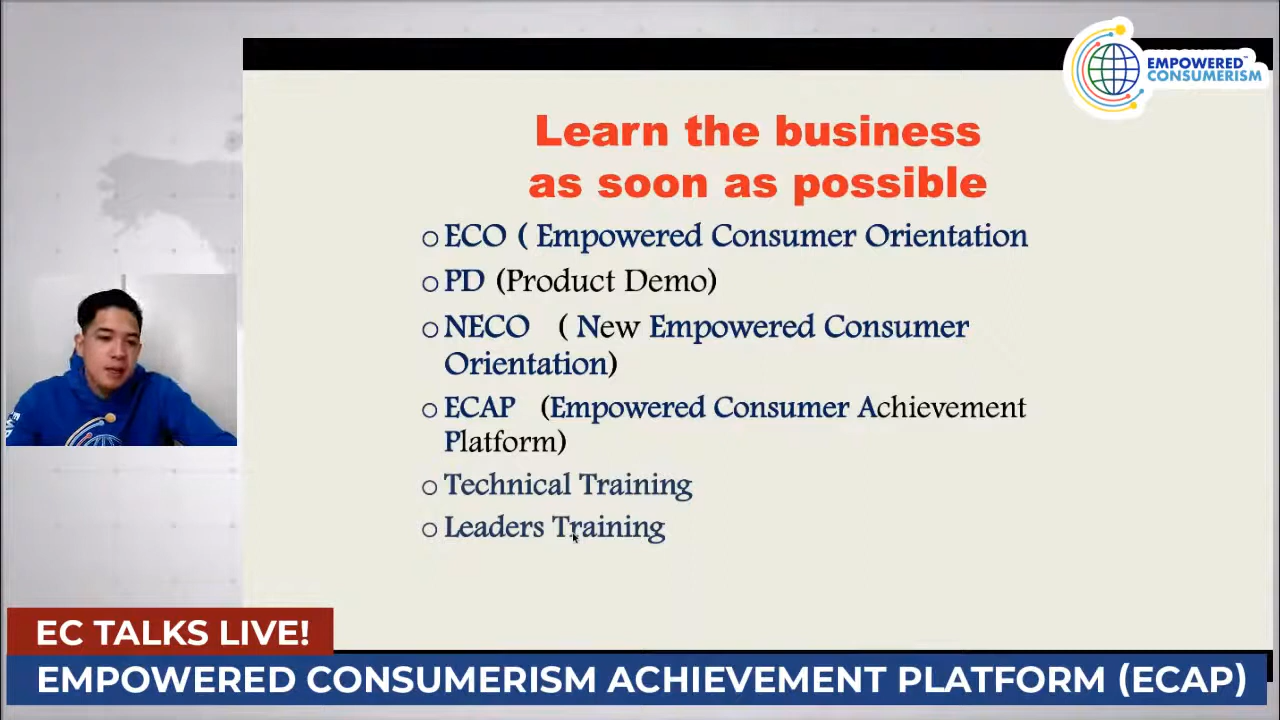 EMPOWERED™
CONSUMERISM
Learn the business
as soon as possible
ECO ( Empowered Consumer Orientation
PD (Product Demo)
NECO ( New Empowered Consumer
Orientation)
ECAP (Empowered Consumer Achievement
Platform)
Technical Training
Leaders Training
EC TALKS LIVE!
EMPOWERED CONSUMERISM ACHIEVEMENT PLATFORM (ECAP)